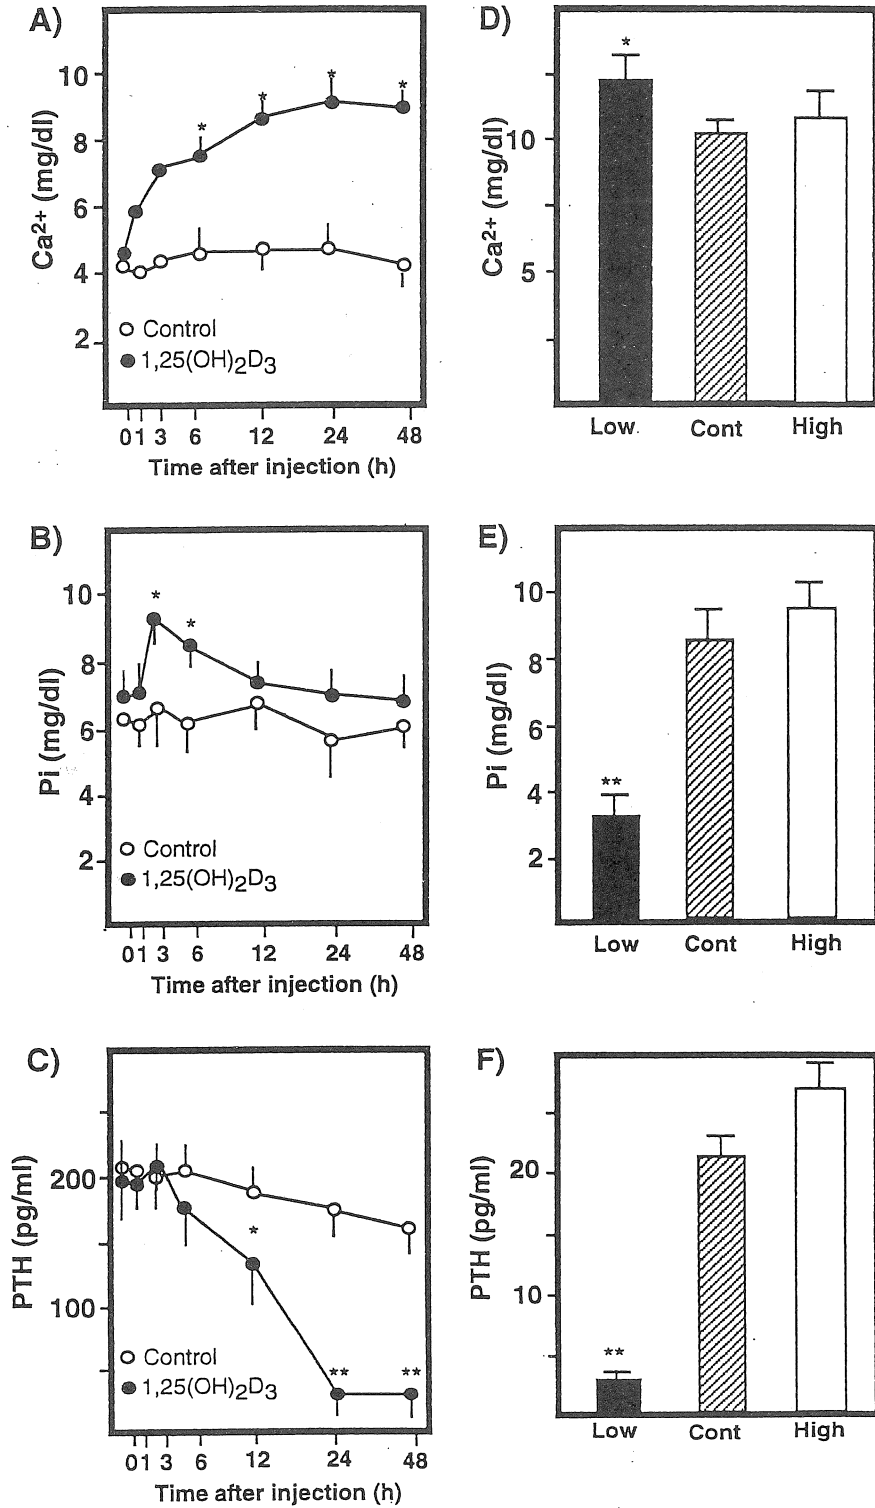 A)
Ca2+ (mg/dl)
10
8
6
4
2
Control
1,25(OH)2D3
* * * *
0 1 3 6 12 24 48
Time after injection (h)
D)
Ca2+ (mg/dl)
10
5
*
Low Cont High
B)
Pi (mg/dl)
10
8
6
4
2
* *
Control
1,25(OH)2D3
0 1 3 6 12 24 48
Time after injection (h)
E)
Pi (mg/dl)
10
8
6
4
2
**
Low Cont High
C)
PTH (pg/ml)
200
100
* ** **
Control
1,25(OH)2D3
0 1 3 6 12 24 48
Time after injection (h)
F)
PTH (pg/ml)
20
10
**
Low Cont High